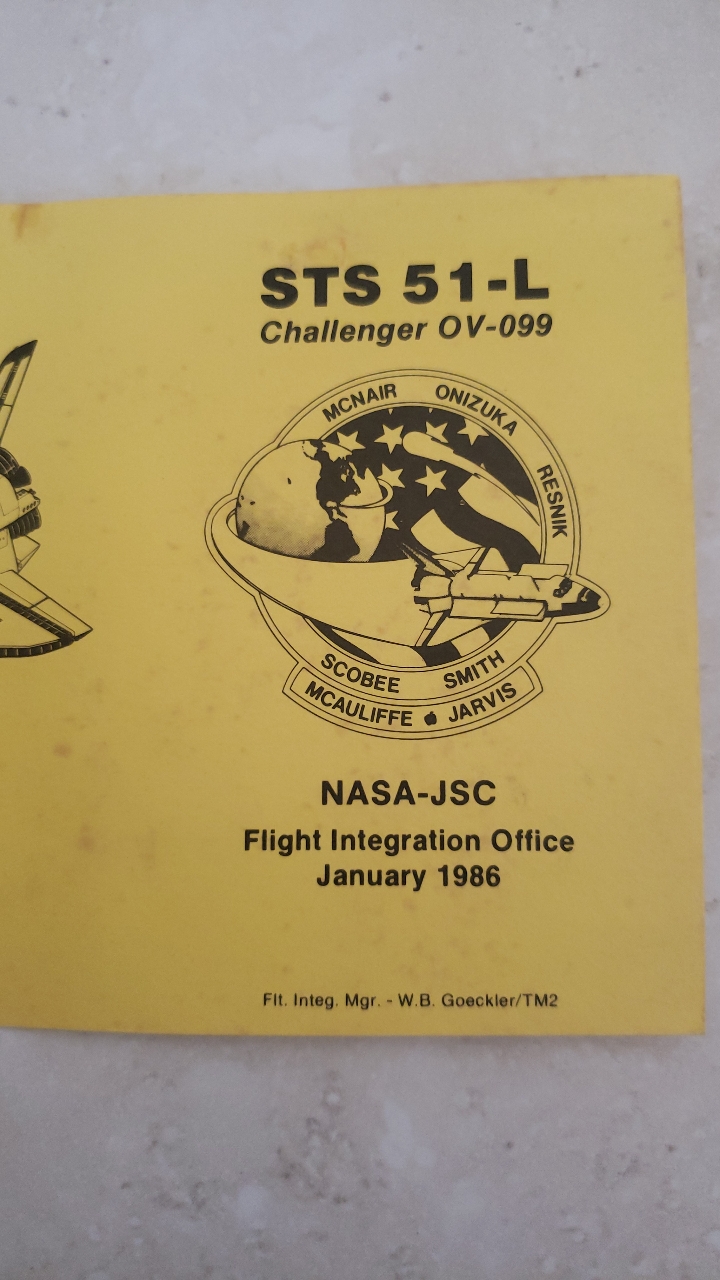 STS 51-L
Challenger OV-099
MCNAIR ONIZUKA
RESNIK
SCOBEE SMITH
MCAULIFFE JARVIS
NASA-JSC
Flight Integration Office
January 1986
Flt. Integ. Mgr. - W.B. Goeckler/TM2